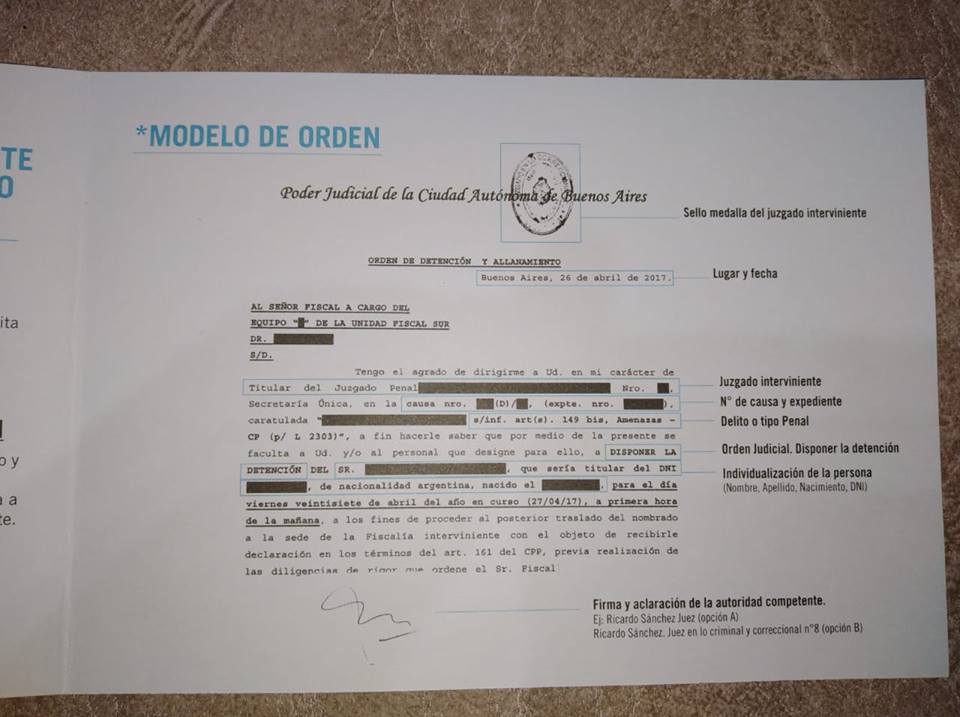 TE
O
ita
o y
a a
te.
*MODELO DE ORDEN
Poder Judicial de la Ciudad Autónoma de Buenos Aires
Sello medalla del juzgado interviniente
ORDEN DE DETENCIÓN Y ALLANAMIENTO
Buenos Aires, 26 de abril de 2017.
Lugar y fecha
AL SEÑOR FISCAL A CARGO DEL
EQUIPO " " DE LA UNIDAD FISCAL SUR
DR.
S/D.
Tengo el agrado de dirigirme a Ud. en mi carácter de
Titular del Juzgado Penal Nro. ,
Juzgado interviniente
Secretaría Única, en la causa nro. (D)/ , (expte. nro. ),
N° de causa y expediente
caratulada " s/inf. art(s). 149 bis, Amenazas -
Delito o tipo Penal
CP (p/ L 2303)", a fin hacerle saber que por medio de la presente se
faculta a Ud. y/o al personal que designe para ello, a DISPONER LA
Orden Judicial. Disponer la detención
DETENCIÓN DEL SR. , que sería titular del DNI
Individualización de la persona
(Nombre, Apellido, Nacimiento, DNI)
, de nacionalidad argentina, nacido el , para el día
viernes veintisiete de abril del año en curso (27/04/17), a primera hora
de la mañana, a los fines de proceder al posterior traslado del nombrado
a la sede de la Fiscalía interviniente con el objeto de recibirle
declaración en los términos del art. 161 del CPP, previa realización de
las diligencias de rigor que ordene el Sr. Fiscal
Firma y aclaración de la autoridad competente.
Ej: Ricardo Sánchez Juez (opción A)
Ricardo Sánchez. Juez en lo criminal y correccional n°8 (opción B)